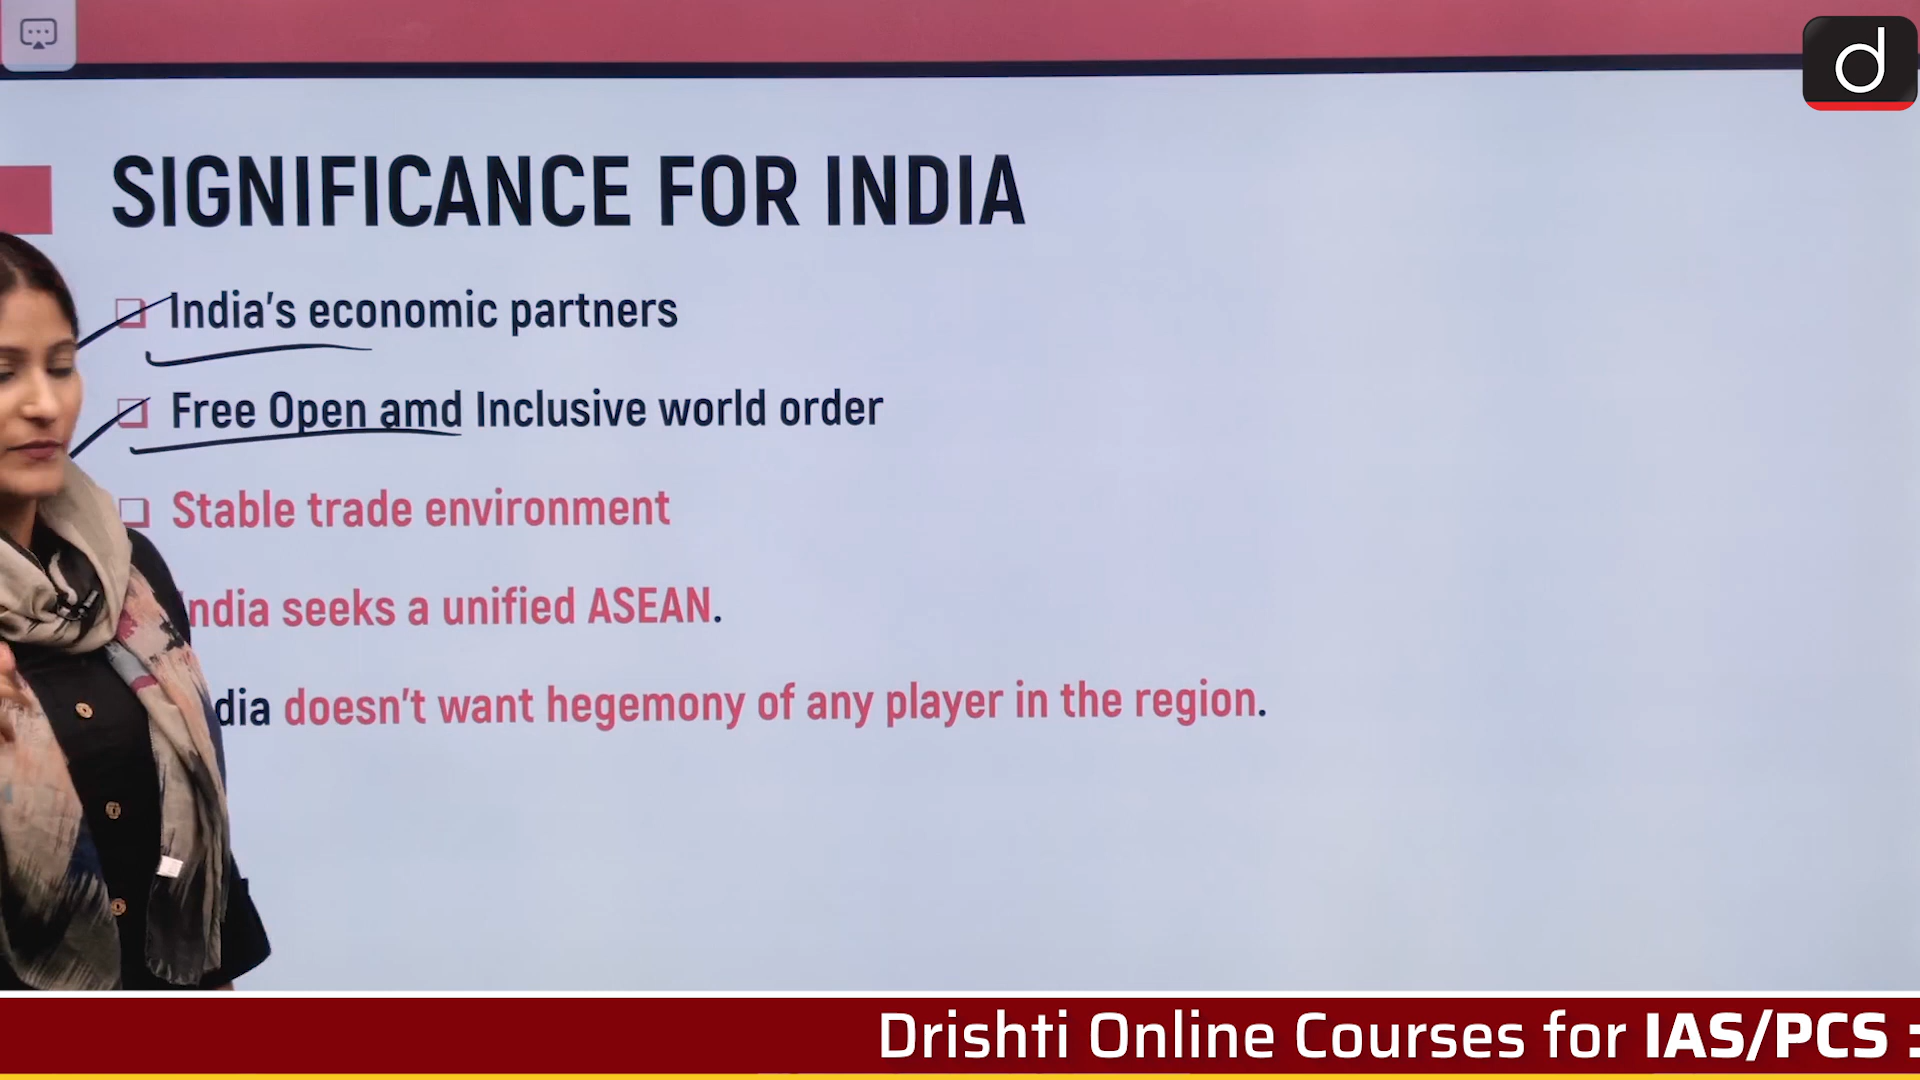 SIGNIFICANCE FOR INDIA
India's economic partners
Free Open amd Inclusive world order
Stable trade environment
India seeks a unified ASEAN.
dia doesn't want hegemony of any player in the region.
d
Drishti Online Courses for IAS/PCS :